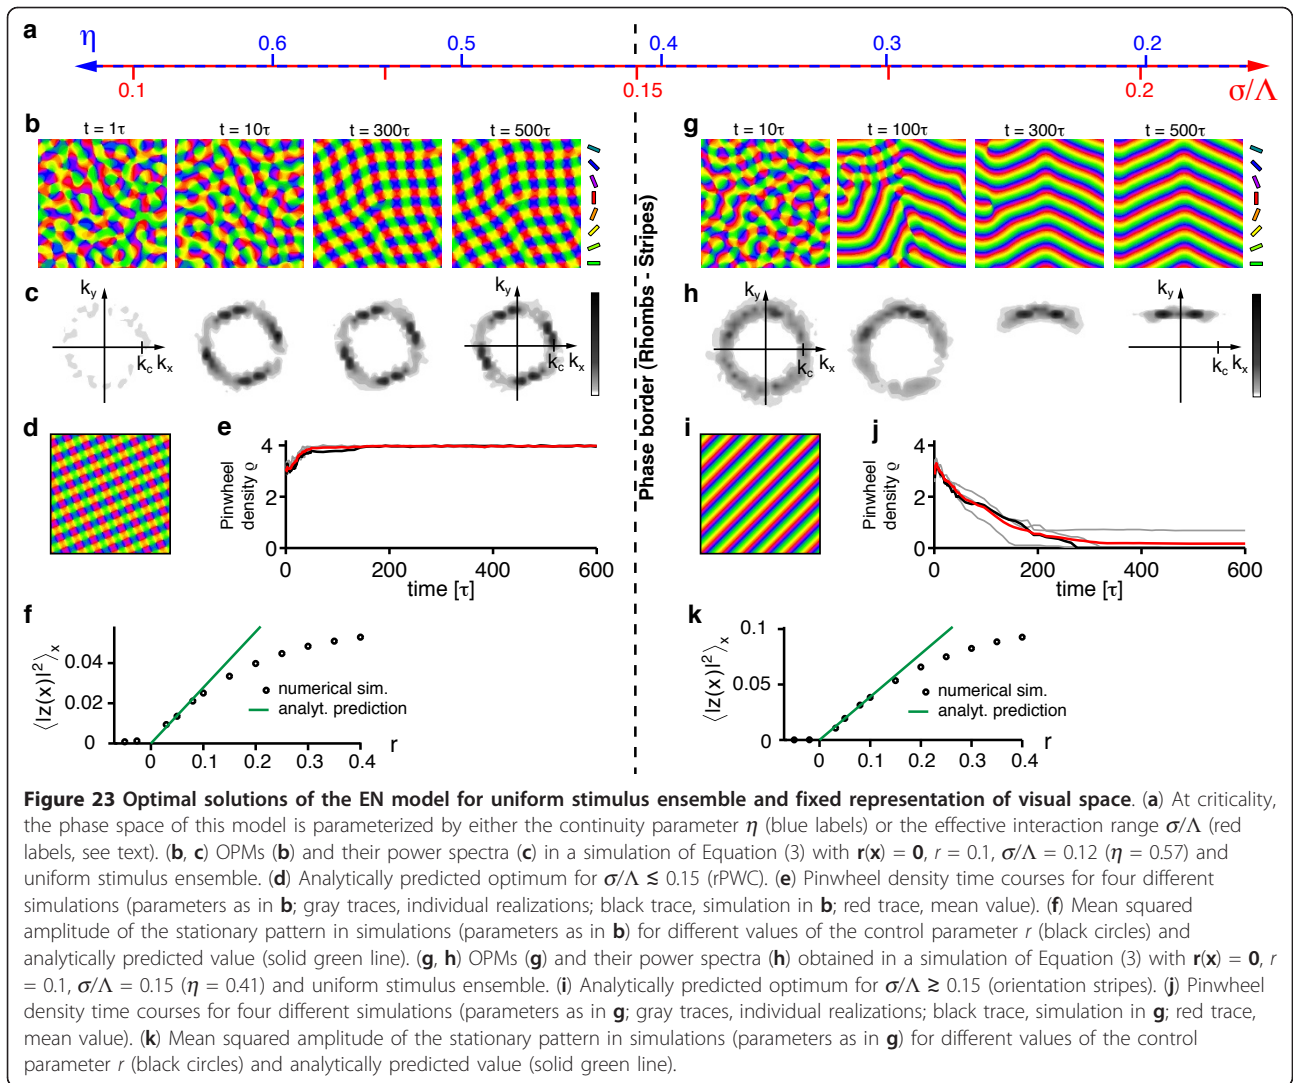 a
η
0.6
0.5
0.4
0.3
0.2
0.1
0.15
0.2
σ/Λ
b
t = 1τ
t = 10τ
t = 300τ
t = 500τ
c
k_y
k_c
k_x
k_y
k_c
k_x
d
e
4
2
0
Pinwheel
density ϱ
0
200
400
600
time [τ]
f
⟨|z(x)|²⟩ₓ
0.04
0.02
0
numerical sim.
analyt. prediction
0
0.1
0.2
0.3
0.4
r
Phase border (Rhombs - Stripes)
g
t = 10τ
t = 100τ
t = 300τ
t = 500τ
h
k_y
k_c
k_x
k_y
k_c
k_x
i
j
4
2
0
Pinwheel
density ϱ
0
200
400
600
time [τ]
k
⟨|z(x)|²⟩ₓ
0.1
0.05
0
numerical sim.
analyt. prediction
0
0.1
0.2
0.3
0.4
r
Figure 23 Optimal solutions of the EN model for uniform stimulus ensemble and fixed representation of visual space. (a) At criticality,
the phase space of this model is parameterized by either the continuity parameter η (blue labels) or the effective interaction range σ/Λ (red
labels, see text). (b, c) OPMs (b) and their power spectra (c) in a simulation of Equation (3) with r(x) = 0, r = 0.1, σ/Λ = 0.12 (η = 0.57) and
uniform stimulus ensemble. (d) Analytically predicted optimum for σ/Λ ≲ 0.15 (rPWC). (e) Pinwheel density time courses for four different
simulations (parameters as in b; gray traces, individual realizations; black trace, simulation in b; red trace, mean value). (f) Mean squared
amplitude of the stationary pattern in simulations (parameters as in b) for different values of the control parameter r (black circles) and
analytically predicted value (solid green line). (g, h) OPMs (g) and their power spectra (h) obtained in a simulation of Equation (3) with r(x) = 0, r
= 0.1, σ/Λ = 0.15 (η = 0.41) and uniform stimulus ensemble. (i) Analytically predicted optimum for σ/Λ ≳ 0.15 (orientation stripes). (j) Pinwheel
density time courses for four different simulations (parameters as in g; gray traces, individual realizations; black trace, simulation in g; red trace,
mean value). (k) Mean squared amplitude of the stationary pattern in simulations (parameters as in g) for different values of the control
parameter r (black circles) and analytically predicted value (solid green line).